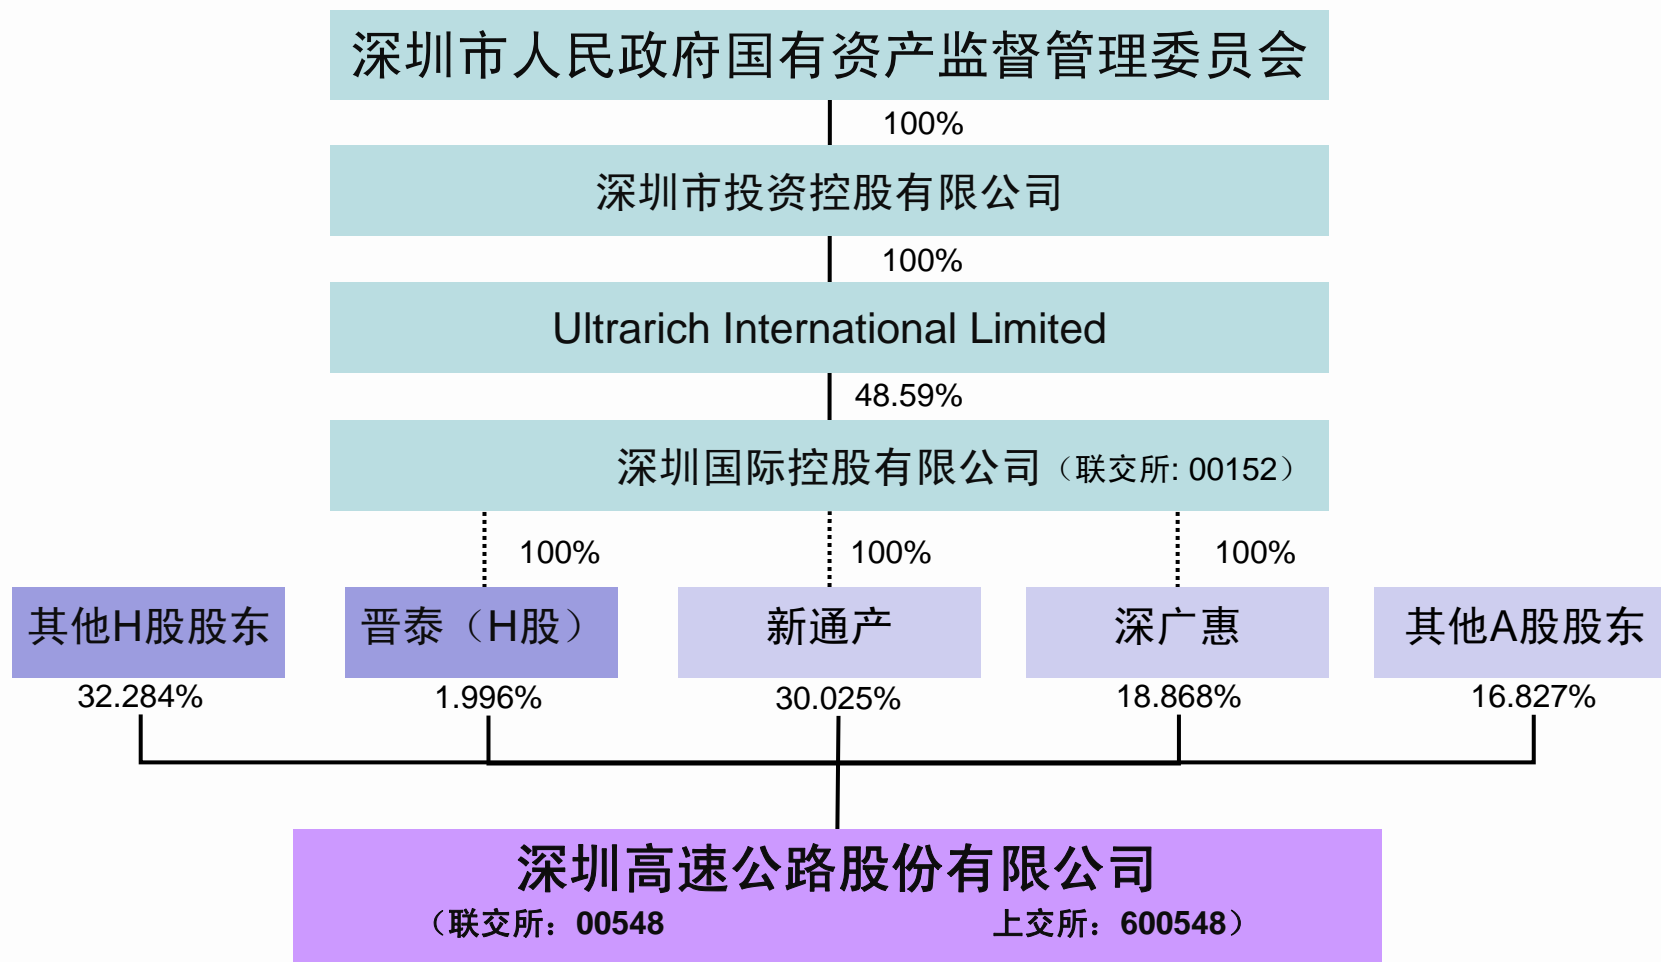 深圳市人民政府国有资产监督管理委员会
100%
深圳市投资控股有限公司
100%
Ultrarich International Limited
48.59%
深圳国际控股有限公司（联交所: 00152）
100% 100% 100%
其他H股股东 晋泰（H股） 新通产 深广惠 其他A股股东
32.284% 1.996% 30.025% 18.868% 16.827%
深圳高速公路股份有限公司
（联交所：00548 上交所：600548）